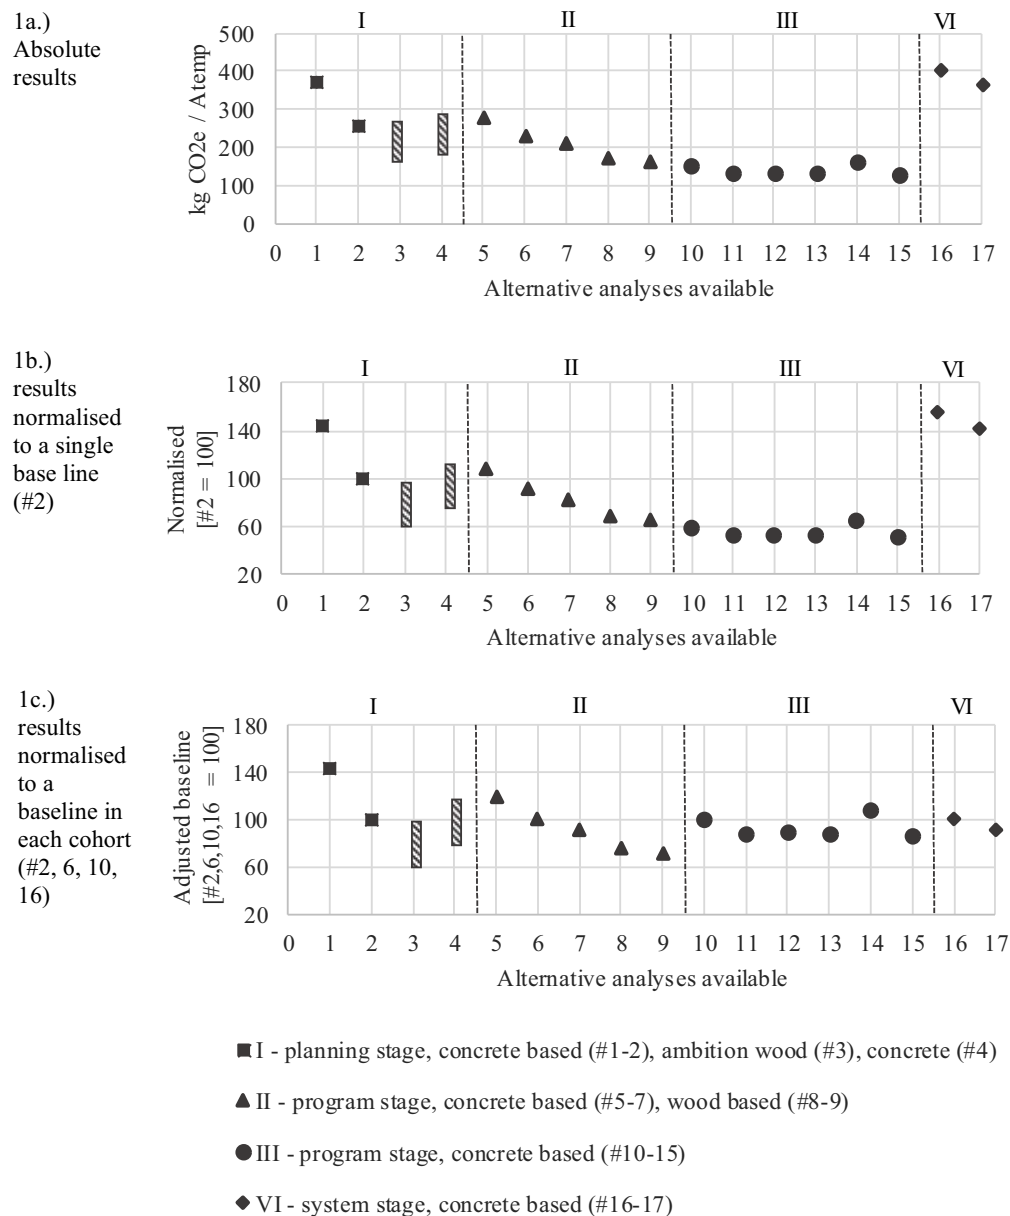 1a.)
Absolute
results
I
II
III
VI
500
400
300
200
100
0
kg CO2e / Atemp
0 1 2 3 4 5 6 7 8 9 10 11 12 13 14 15 16 17
Alternative analyses available
1b.)
results
normalised
to a single
base line
(#2)
I
II
III
VI
180
140
100
60
20
Normalised
[#2 = 100]
0 1 2 3 4 5 6 7 8 9 10 11 12 13 14 15 16 17
Alternative analyses available
1c.)
results
normalised
to a
baseline in
each cohort
(#2, 6, 10,
16)
I
II
III
VI
180
140
100
60
20
Adjusted baseline
[#2,6,10,16 = 100]
0 1 2 3 4 5 6 7 8 9 10 11 12 13 14 15 16 17
Alternative analyses available
I - planning stage, concrete based (#1-2), ambition wood (#3), concrete (#4)
II - program stage, concrete based (#5-7), wood based (#8-9)
III - program stage, concrete based (#10-15)
VI - system stage, concrete based (#16-17)